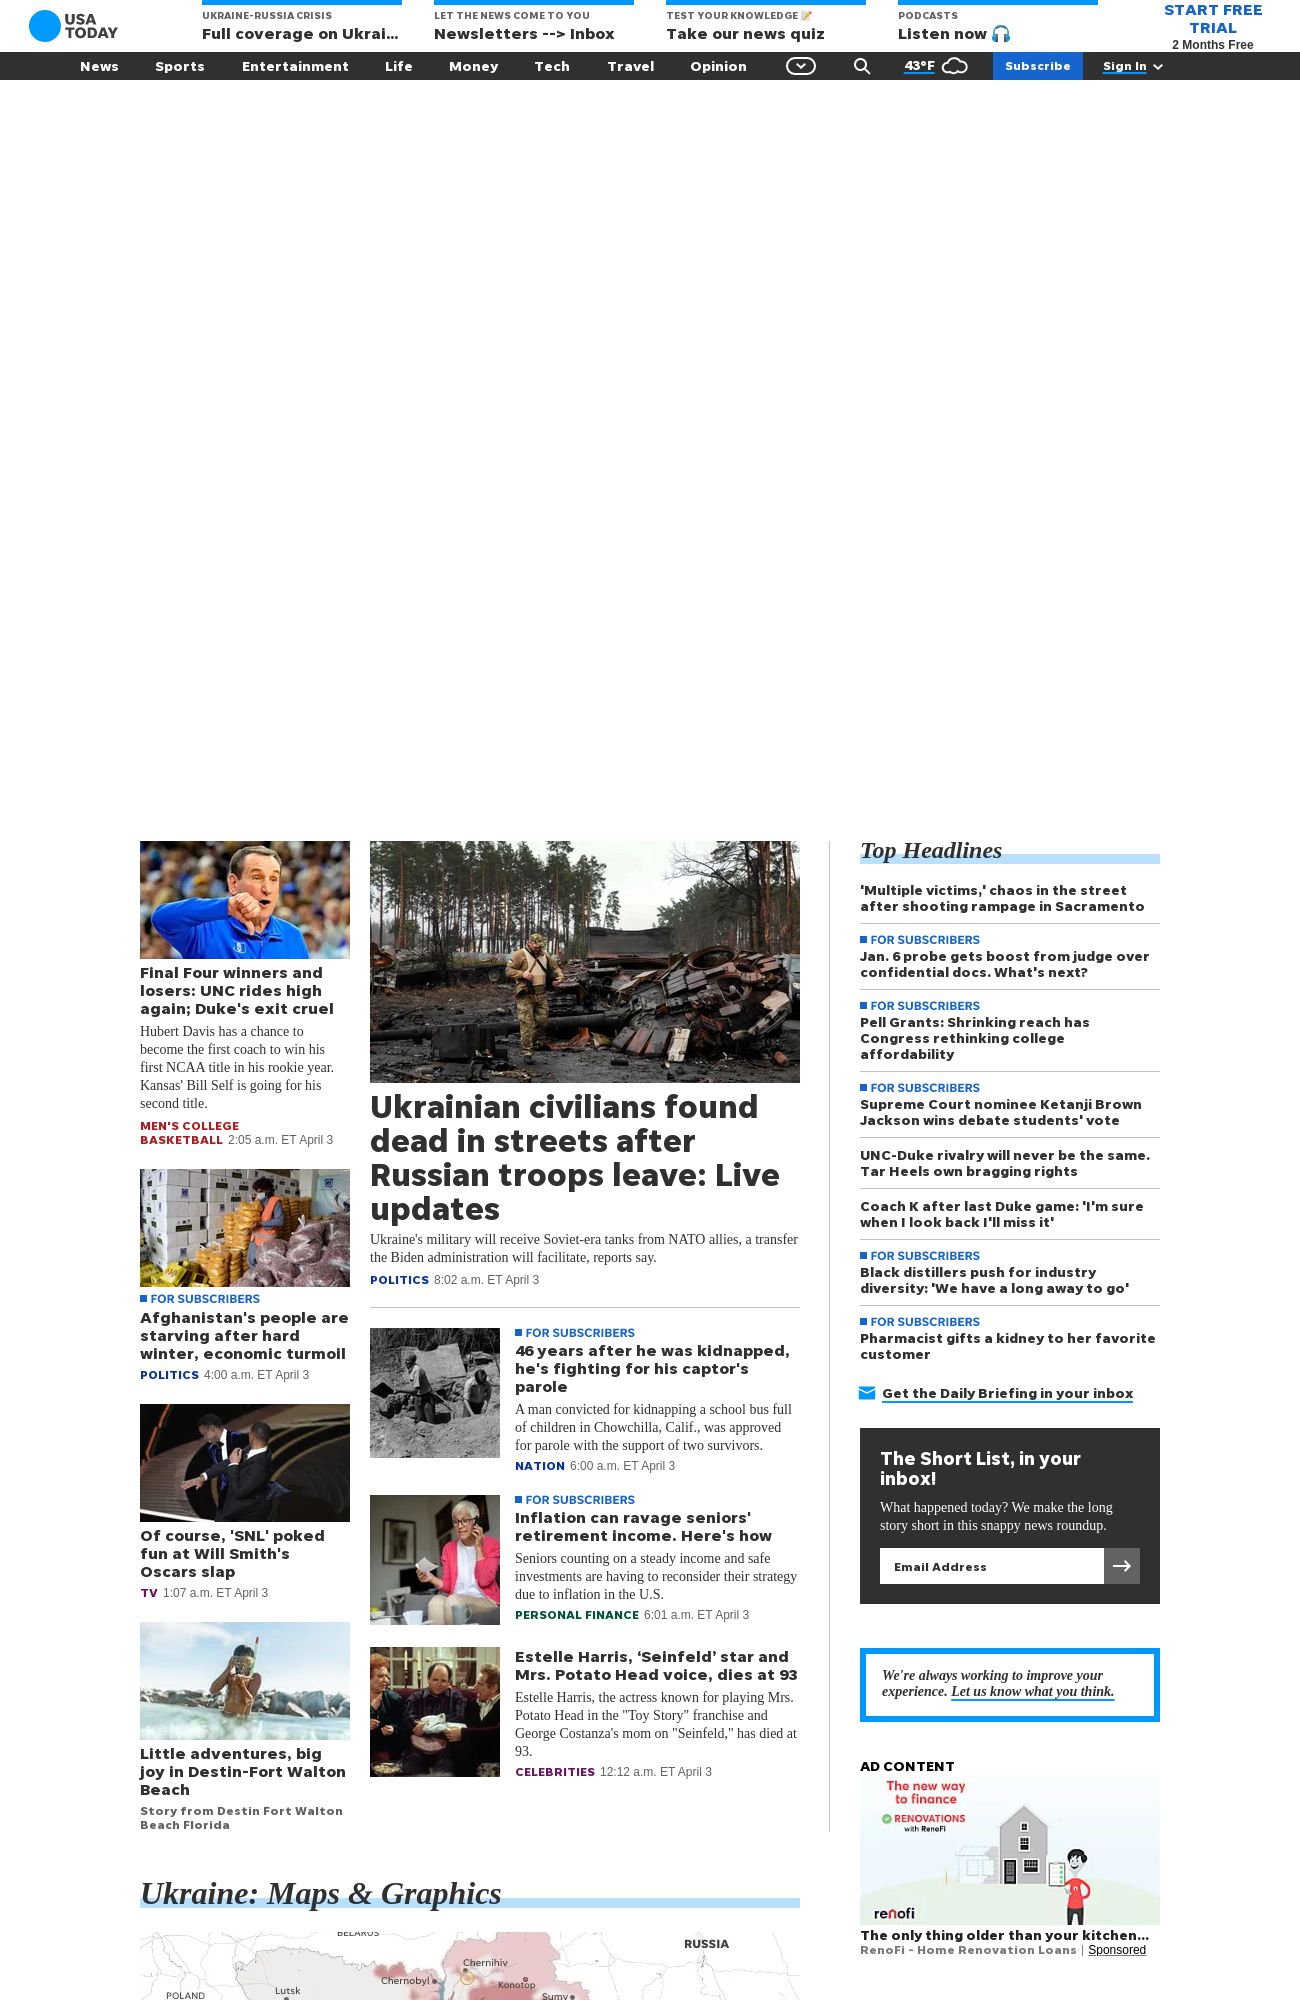 USA
TODAY
UKRAINE-RUSSIA CRISIS
Full coverage on Ukrai...
LET THE NEWS COME TO YOU
Newsletters --> Inbox
TEST YOUR KNOWLEDGE 📝
Take our news quiz
PODCASTS
Listen now 🎧
START FREE
TRIAL
2 Months Free
News Sports Entertainment Life Money Tech Travel Opinion 43°F Subscribe Sign In
Final Four winners and
losers: UNC rides high
again; Duke's exit cruel
Hubert Davis has a chance to
become the first coach to win his
first NCAA title in his rookie year.
Kansas' Bill Self is going for his
second title.
MEN'S COLLEGE
BASKETBALL 2:05 a.m. ET April 3
FOR SUBSCRIBERS
Afghanistan's people are
starving after hard
winter, economic turmoil
POLITICS 4:00 a.m. ET April 3
Of course, 'SNL' poked
fun at Will Smith's
Oscars slap
TV 1:07 a.m. ET April 3
Little adventures, big
joy in Destin-Fort Walton
Beach
Story from Destin Fort Walton
Beach Florida
Ukrainian civilians found
dead in streets after
Russian troops leave: Live
updates
Ukraine's military will receive Soviet-era tanks from NATO allies, a transfer
the Biden administration will facilitate, reports say.
POLITICS 8:02 a.m. ET April 3
FOR SUBSCRIBERS
46 years after he was kidnapped,
he's fighting for his captor's
parole
A man convicted for kidnapping a school bus full
of children in Chowchilla, Calif., was approved
for parole with the support of two survivors.
NATION 6:00 a.m. ET April 3
FOR SUBSCRIBERS
Inflation can ravage seniors'
retirement income. Here's how
Seniors counting on a steady income and safe
investments are having to reconsider their strategy
due to inflation in the U.S.
PERSONAL FINANCE 6:01 a.m. ET April 3
Estelle Harris, ‘Seinfeld’ star and
Mrs. Potato Head voice, dies at 93
Estelle Harris, the actress known for playing Mrs.
Potato Head in the "Toy Story" franchise and
George Costanza's mom on "Seinfeld," has died at
93.
CELEBRITIES 12:12 a.m. ET April 3
Top Headlines
'Multiple victims,' chaos in the street
after shooting rampage in Sacramento
FOR SUBSCRIBERS
Jan. 6 probe gets boost from judge over
confidential docs. What's next?
FOR SUBSCRIBERS
Pell Grants: Shrinking reach has
Congress rethinking college
affordability
FOR SUBSCRIBERS
Supreme Court nominee Ketanji Brown
Jackson wins debate students' vote
UNC-Duke rivalry will never be the same.
Tar Heels own bragging rights
Coach K after last Duke game: 'I'm sure
when I look back I'll miss it'
FOR SUBSCRIBERS
Black distillers push for industry
diversity: 'We have a long away to go'
FOR SUBSCRIBERS
Pharmacist gifts a kidney to her favorite
customer
Get the Daily Briefing in your inbox
The Short List, in your
inbox!
What happened today? We make the long
story short in this snappy news roundup.
Email Address
We're always working to improve your
experience. Let us know what you think.
AD CONTENT
The new way
to finance
RENOVATIONS
with RenoFi
renofi
The only thing older than your kitchen...
RenoFi - Home Renovation Loans | Sponsored
Ukraine: Maps & Graphics
BELARUS
RUSSIA
Chernihiv
Chernobyl
Konotop
Lutsk
POLAND
Sumy